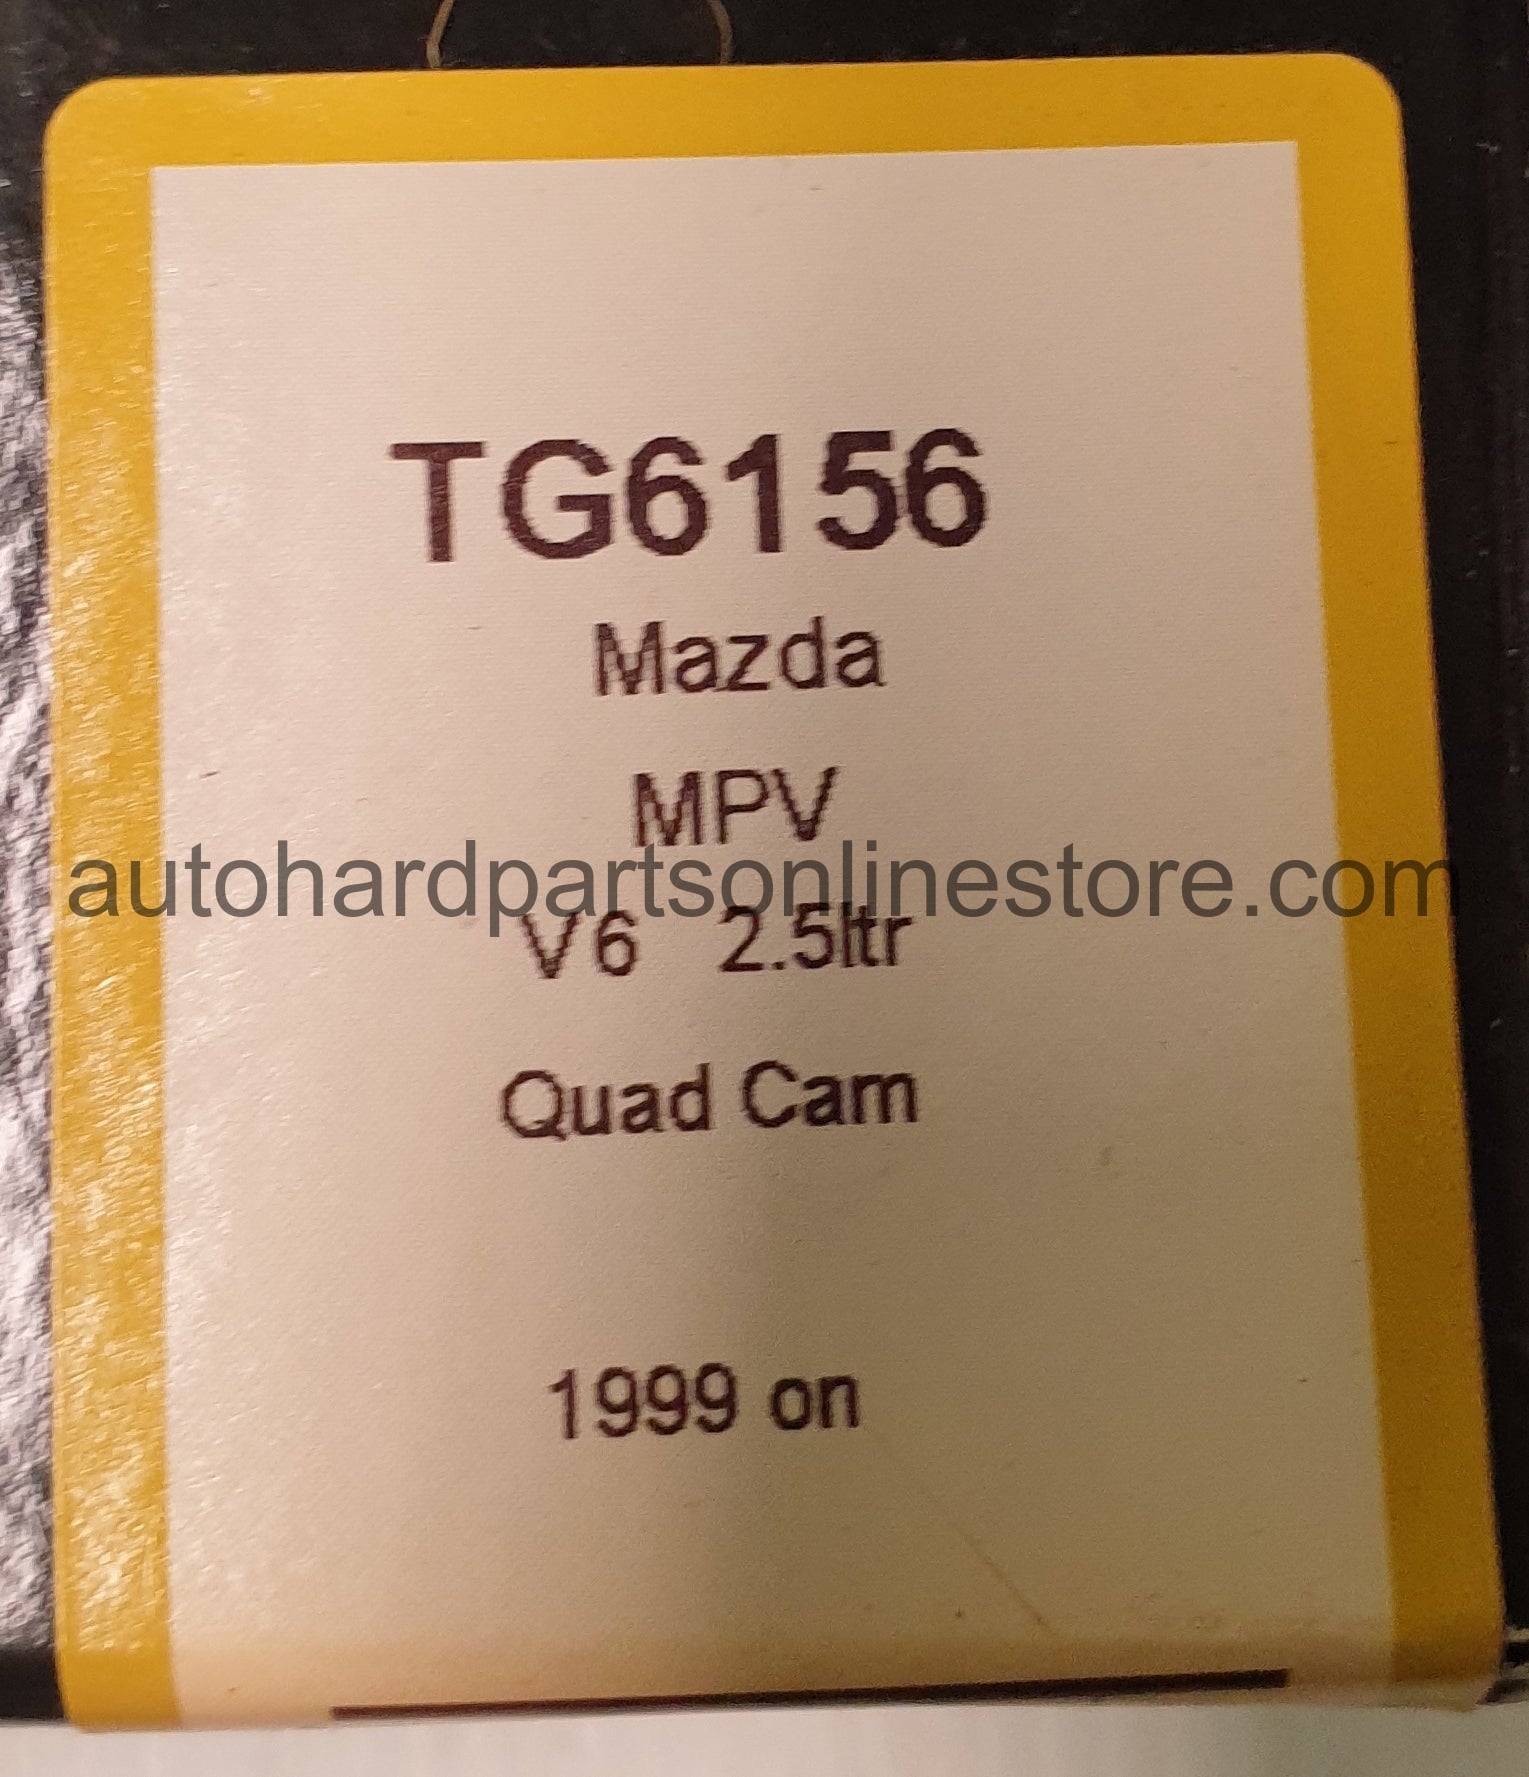 TG6156
Mazda
MPV
autohardpartsonlinestore.com
V6 2.5ltr
Quad Cam
1999 on